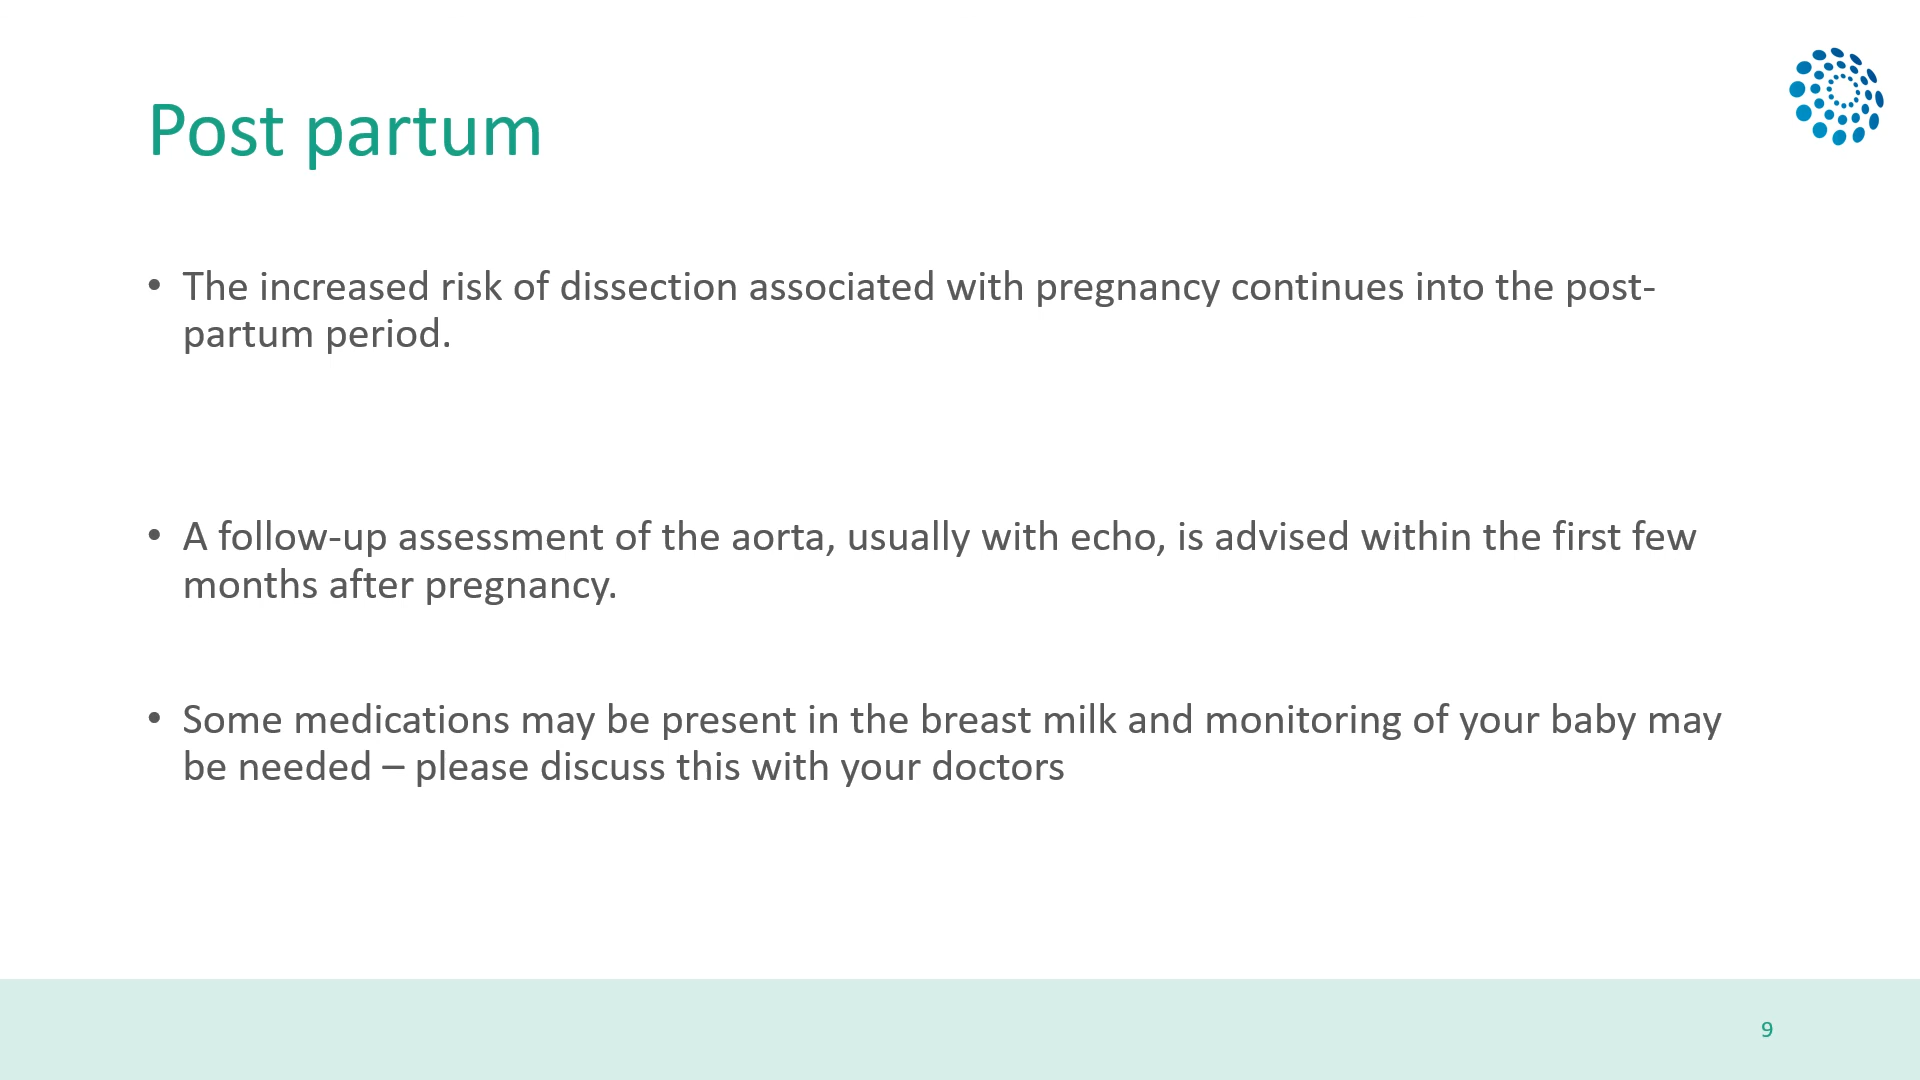 Post partum
• The increased risk of dissection associated with pregnancy continues into the post-
partum period.
• A follow-up assessment of the aorta, usually with echo, is advised within the first few
months after pregnancy.
• Some medications may be present in the breast milk and monitoring of your baby may
be needed – please discuss this with your doctors
9